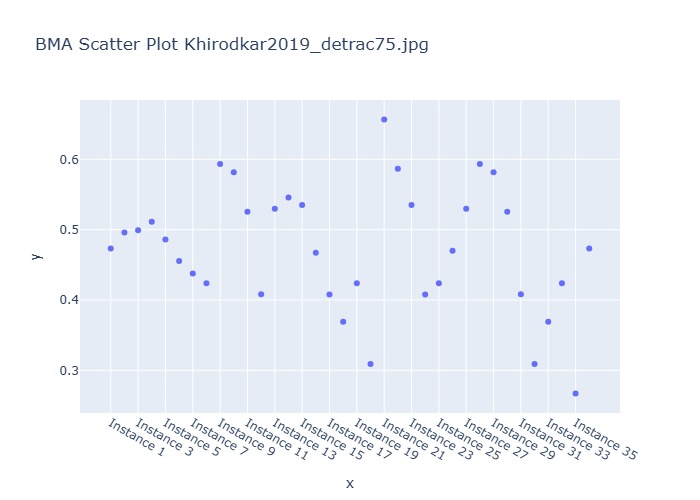 BMA Scatter Plot Khirodkar2019_detrac75.jpg
y
0.6
0.5
0.4
0.3
Instance 1
Instance 3
Instance 5
Instance 7
Instance 9
Instance 11
Instance 13
Instance 15
Instance 17
Instance 19
Instance 21
Instance 23
Instance 25
Instance 27
Instance 29
Instance 31
Instance 33
Instance 35
x